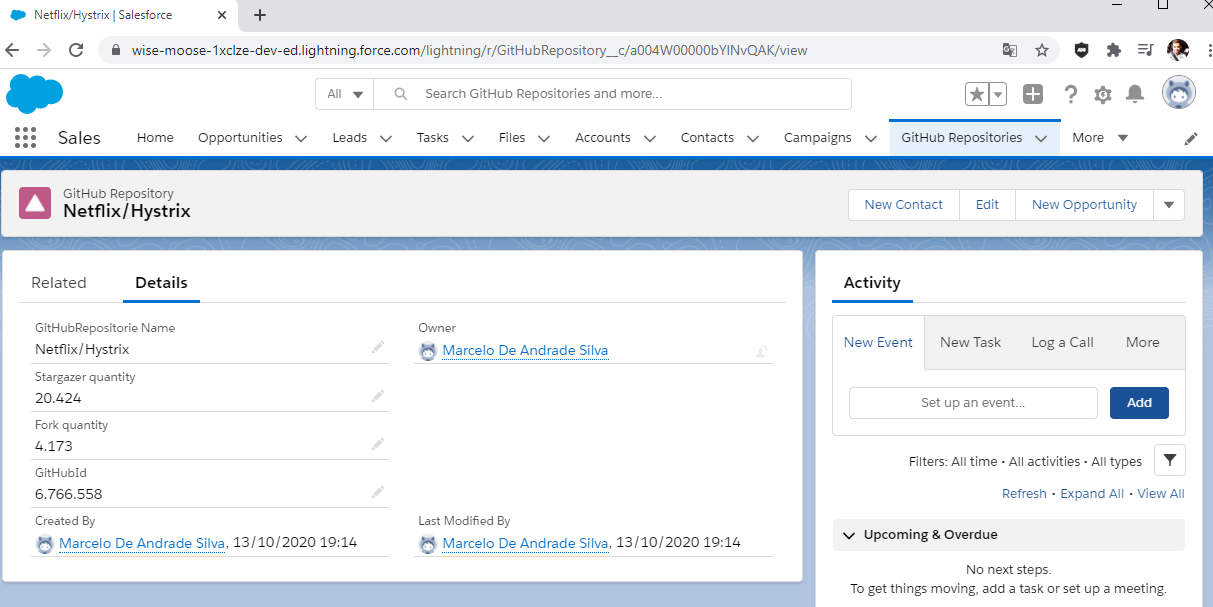 Netflix/Hystrix | Salesforce
wise-moose-1xclze-dev-ed.lightning.force.com/lightning/r/GitHubRepository__c/a004W00000bYlNvQAK/view
All Search GitHub Repositories and more...
Sales Home Opportunities Leads Tasks Files Accounts Contacts Campaigns GitHub Repositories More
GitHub Repository
Netflix/Hystrix
New Contact Edit New Opportunity
Related Details
GitHubRepositorie Name
Netflix/Hystrix
Owner
Marcelo De Andrade Silva
Stargazer quantity
20.424
Fork quantity
4.173
GitHubId
6.766.558
Created By
Marcelo De Andrade Silva, 13/10/2020 19:14
Last Modified By
Marcelo De Andrade Silva, 13/10/2020 19:14
Activity
New Event New Task Log a Call More
Set up an event... Add
Filters: All time • All activities • All types
Refresh • Expand All • View All
Upcoming & Overdue
No next steps.
To get things moving, add a task or set up a meeting.